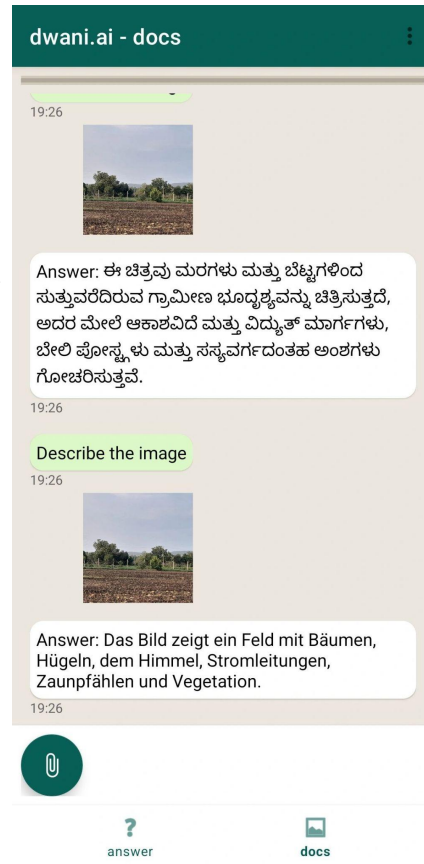 dwani.ai - docs
19:26
Answer: ಈ ಚಿತ್ರವು ಮರಗಳು ಮತ್ತು ಬೆಟ್ಟಗಳಿಂದ
ಸುತ್ತುವರೆದಿರುವ ಗ್ರಾಮೀಣ ಭೂದೃಶ್ಯವನ್ನು ಚಿತ್ರಿಸುತ್ತದೆ,
ಅದರ ಮೇಲೆ ಆಕಾಶವಿದೆ ಮತ್ತು ವಿದ್ಯುತ್ ಮಾರ್ಗಗಳು,
ಬೇಲಿ ಪೋಸ್ಟ್ಗಳು ಮತ್ತು ಸಸ್ಯವರ್ಗದಂತಹ ಅಂಶಗಳು
ಗೋಚರಿಸುತ್ತವೆ.
19:26
Describe the image
19:26
Answer: Das Bild zeigt ein Feld mit Bäumen,
Hügeln, dem Himmel, Stromleitungen,
Zaunpfählen und Vegetation.
19:26
answer
docs